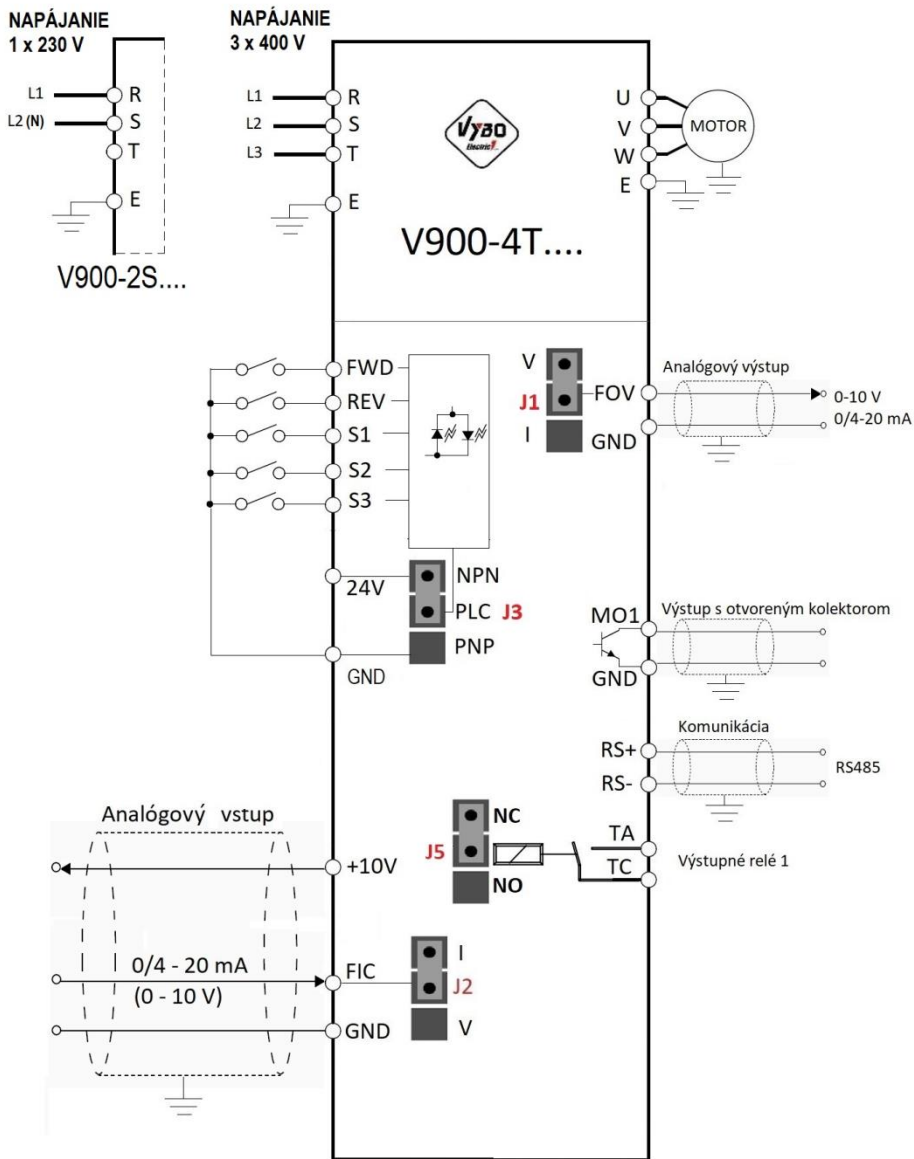 NAPÁJANIE
1 x 230 V
L1
R
L2 (N)
S
T
E
V900-2S....
NAPÁJANIE
3 x 400 V
L1
R
L2
S
L3
T
E
VYBO
Electric
U
V
W
E
MOTOR
V900-4T....
FWD
REV
S1
S2
S3
24V
NPN
PLC J3
PNP
GND
V
J1
I
FOV
GND
Analógový výstup
0-10 V
0/4-20 mA
MO1
GND
Výstup s otvoreným kolektorom
Komunikácia
RS+
RS-
RS485
NC
J5
NO
TA
TC
Výstupné relé 1
Analógový vstup
+10V
0/4 - 20 mA
(0 - 10 V)
FIC
GND
I
J2
V